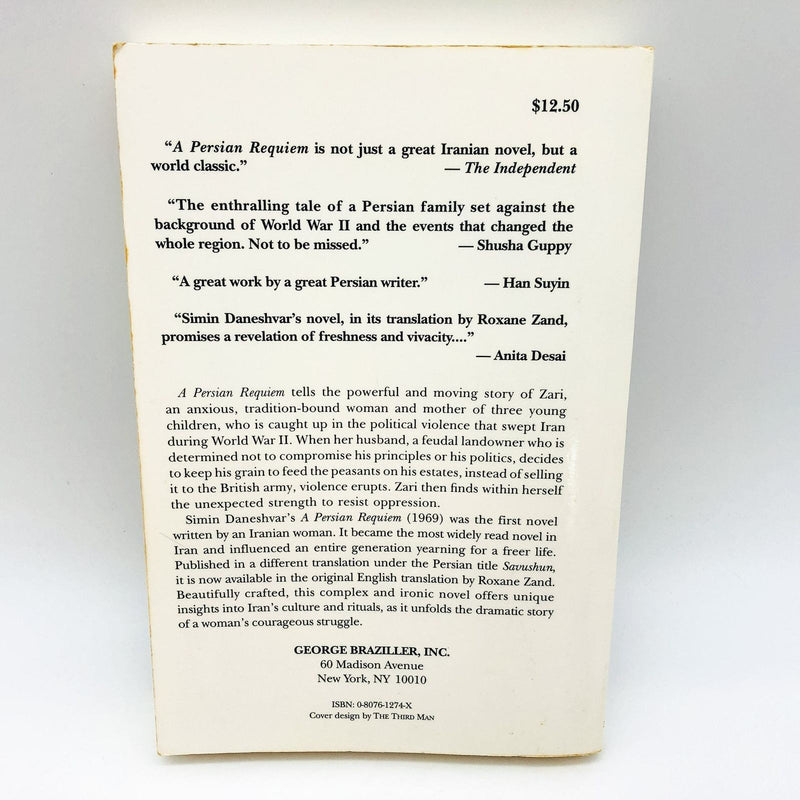 $12.50
“A Persian Requiem is not just a great Iranian novel, but a
world classic.” — The Independent
“The enthralling tale of a Persian family set against the
background of World War II and the events that changed the
whole region. Not to be missed.” — Shusha Guppy
“A great work by a great Persian writer.” — Han Suyin
“Simin Daneshvar’s novel, in its translation by Roxane Zand,
promises a revelation of freshness and vivacity....”
— Anita Desai
A Persian Requiem tells the powerful and moving story of Zari,
an anxious, tradition-bound woman and mother of three young
children, who is caught up in the political violence that swept Iran
during World War II. When her husband, a feudal landowner who is
determined not to compromise his principles or his politics, decides
to keep his grain to feed the peasants on his estates, instead of selling
it to the British army, violence erupts. Zari then finds within herself
the unexpected strength to resist oppression.
Simin Daneshvar’s A Persian Requiem (1969) was the first novel
written by an Iranian woman. It became the most widely read novel in
Iran and influenced an entire generation yearning for a freer life.
Published in a different translation under the Persian title Savushun,
it is now available in the original English translation by Roxane Zand.
Beautifully crafted, this complex and ironic novel offers unique
insights into Iran’s culture and rituals, as it unfolds the dramatic story
of a woman’s courageous struggle.
GEORGE BRAZILLER, INC.
60 Madison Avenue
New York, NY 10010
ISBN: 0-8076-1274-X
Cover design by THE THIRD MAN